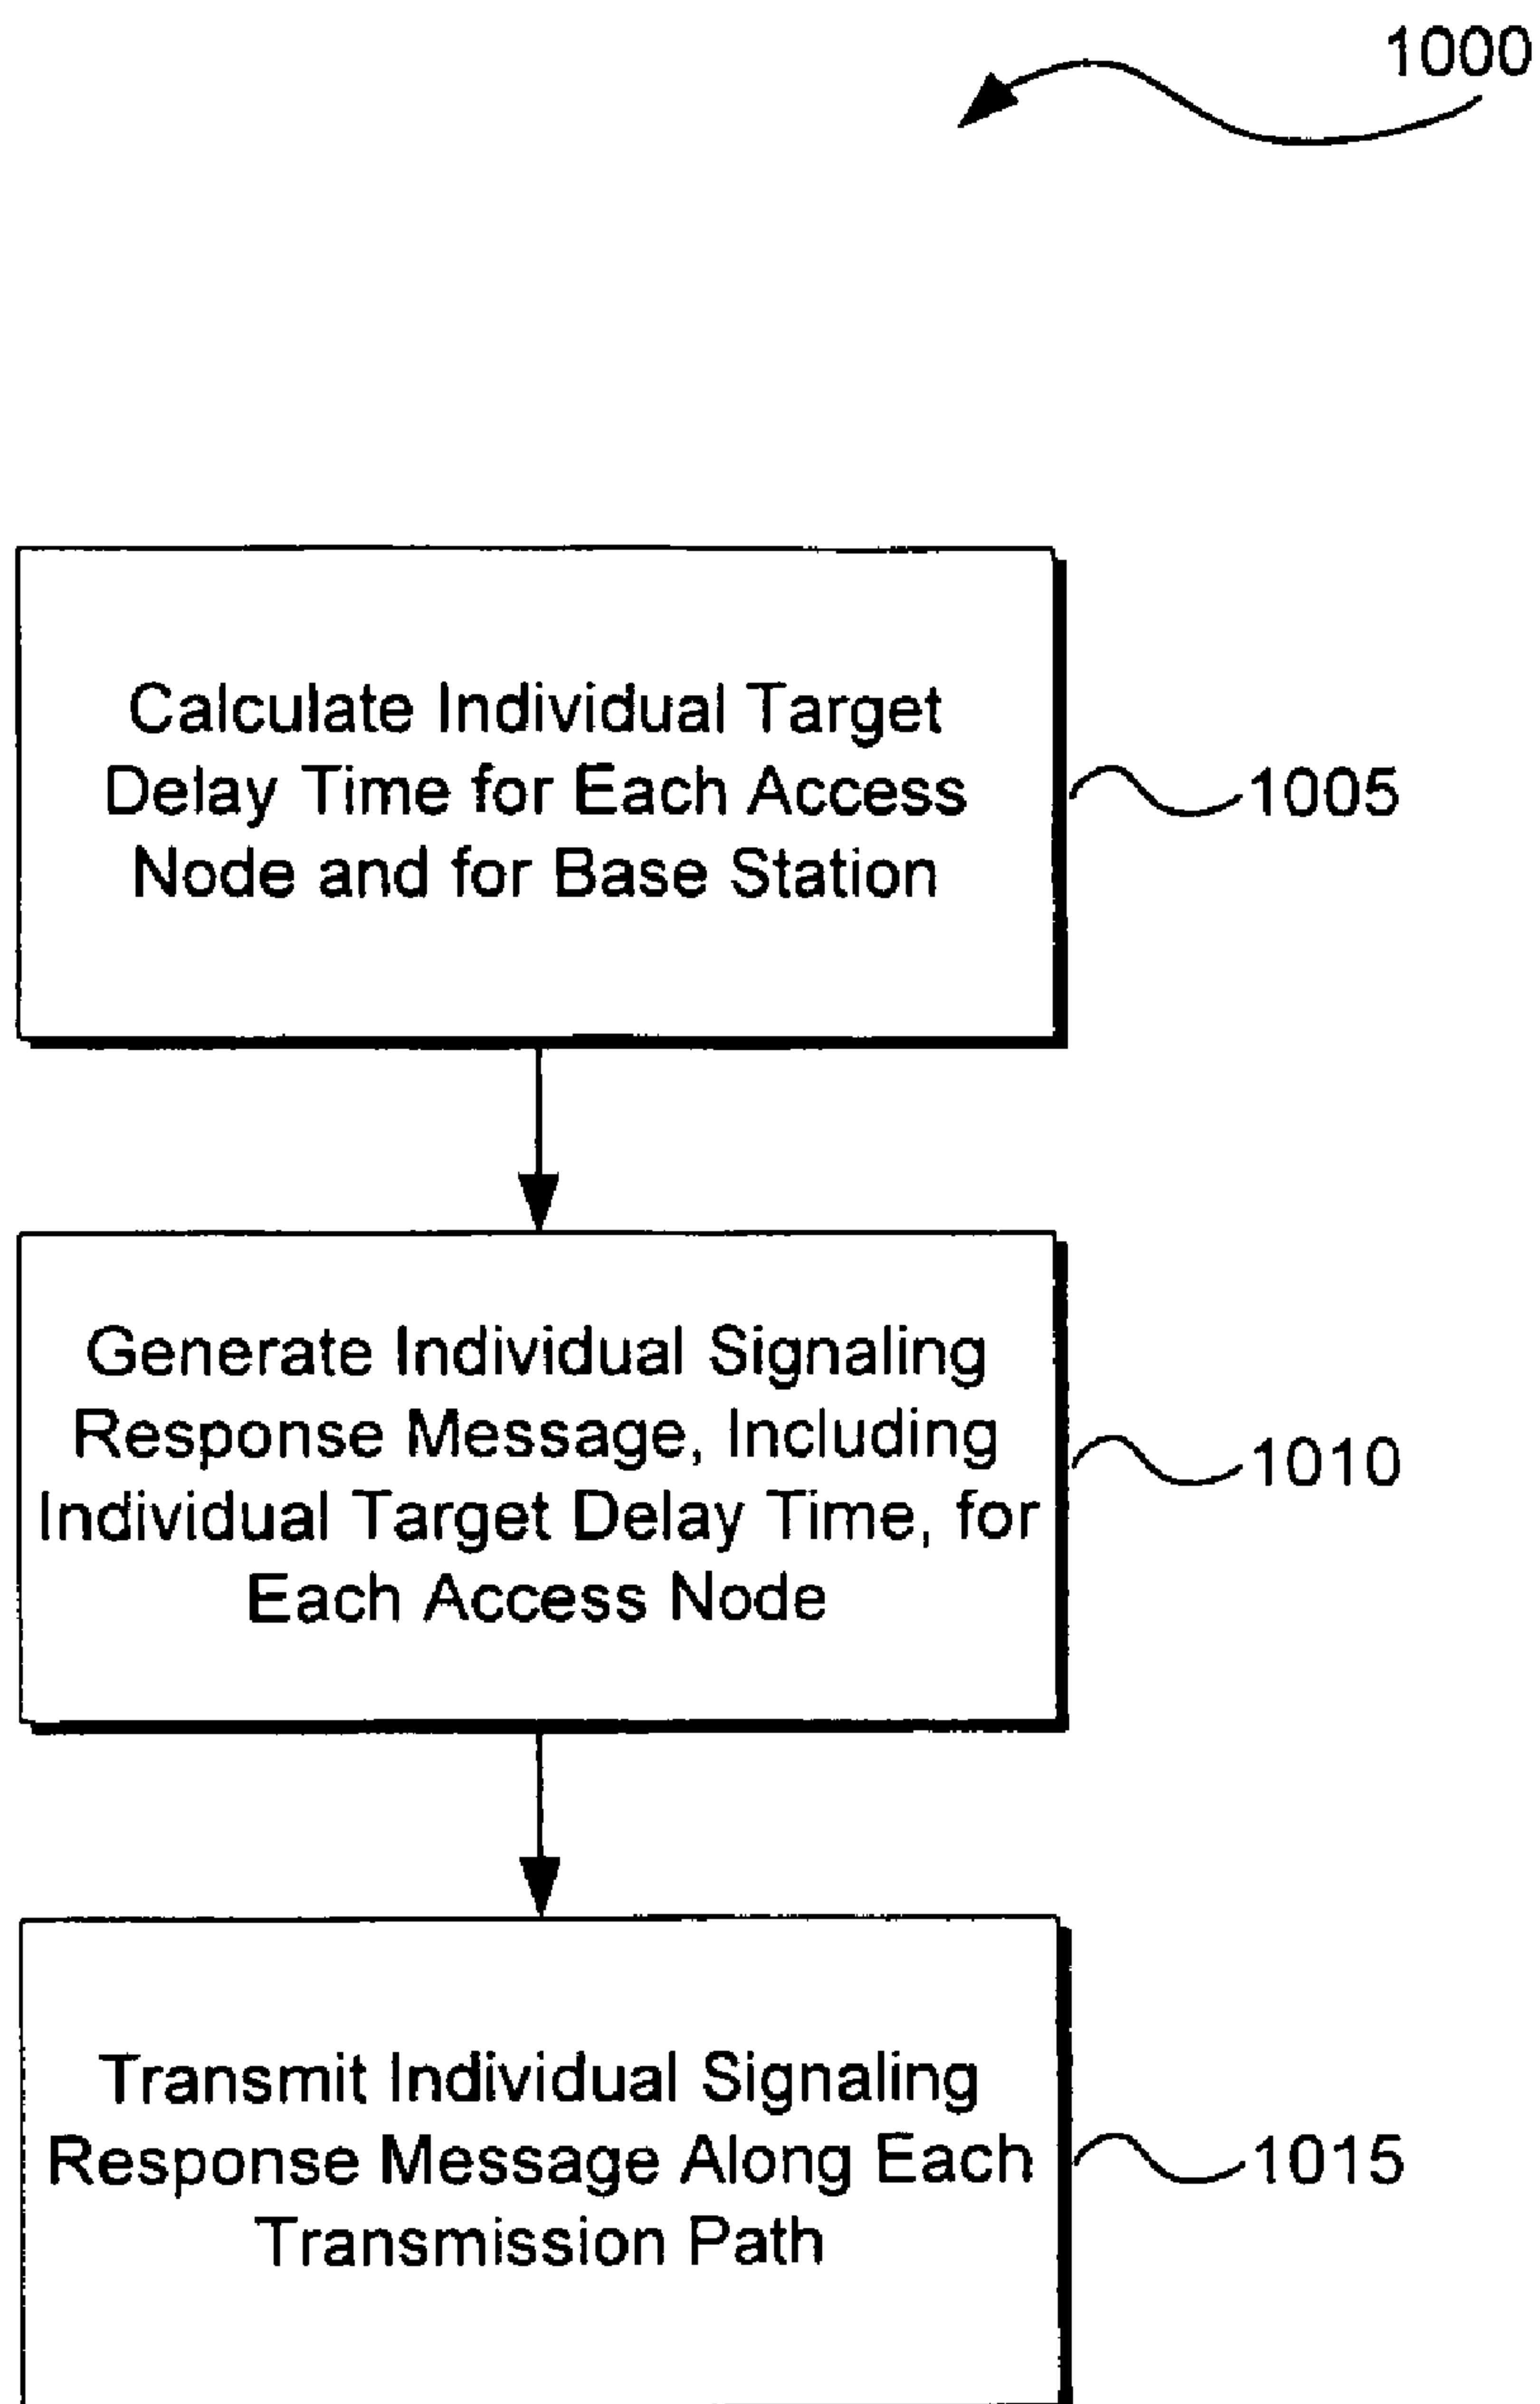 1000
Calculate Individual Target
Delay Time for Each Access
Node and for Base Station
1005
Generate Individual Signaling
Response Message, Including
Individual Target Delay Time, for
Each Access Node
1010
Transmit Individual Signaling
Response Message Along Each
Transmission Path
1015